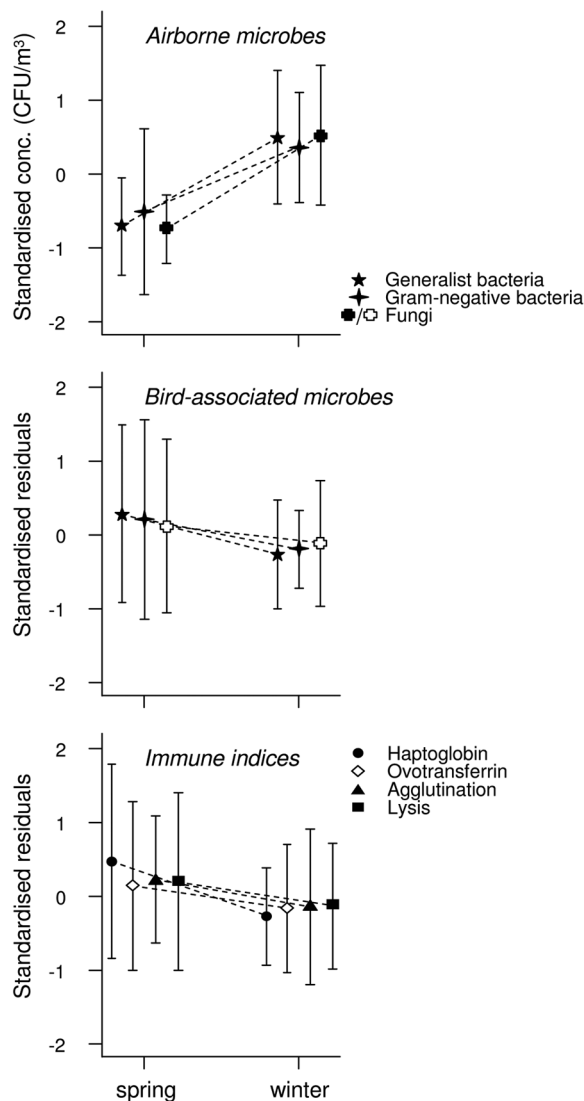 Airborne microbes
Standardised conc. (CFU/m³)
2
1
0
-1
-2
Generalist bacteria
Gram-negative bacteria
/ Fungi
Bird-associated microbes
Standardised residuals
2
1
0
-1
-2
Immune indices
Standardised residuals
2
1
0
-1
-2
Haptoglobin
Ovotransferrin
Agglutination
Lysis
spring winter